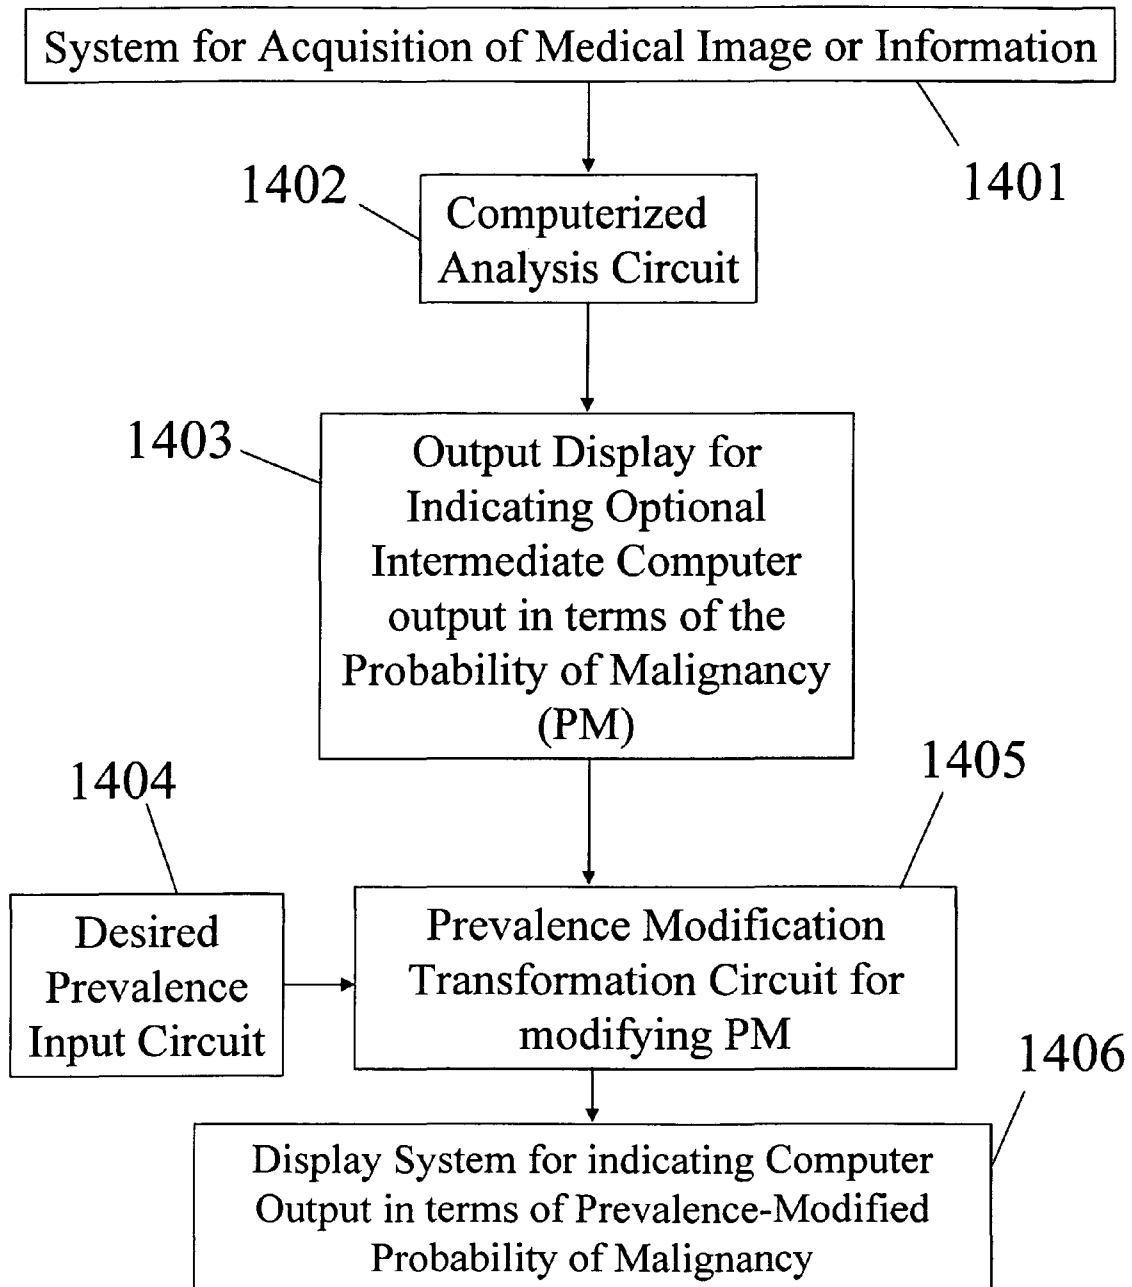 System for Acquisition of Medical Image or Information
1401
1402
Computerized
Analysis Circuit
1403
Output Display for
Indicating Optional
Intermediate Computer
output in terms of the
Probability of Malignancy
(PM)
1404
1405
Desired
Prevalence
Input Circuit
Prevalence Modification
Transformation Circuit for
modifying PM
1406
Display System for indicating Computer
Output in terms of Prevalence-Modified
Probability of Malignancy